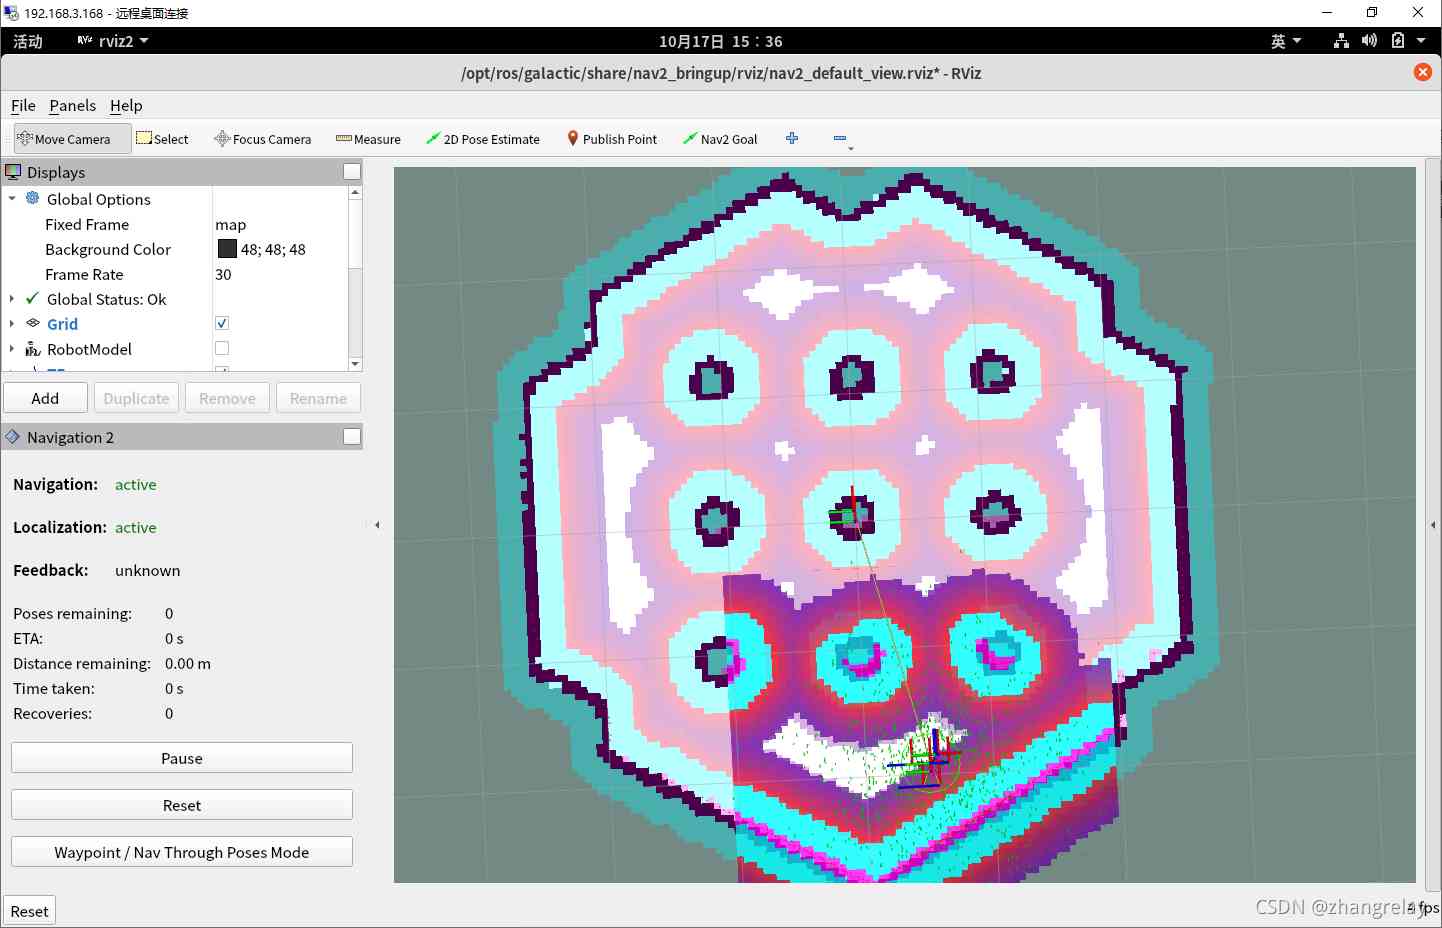 192.168.3.168 - 远程桌面连接
活动 rviz2 10月17日 15：36 英
/opt/ros/galactic/share/nav2_bringup/rviz/nav2_default_view.rviz* - RViz
File Panels Help
Move Camera Select Focus Camera Measure 2D Pose Estimate Publish Point Nav2 Goal
Displays
Global Options
Fixed Frame map
Background Color 48; 48; 48
Frame Rate 30
Global Status: Ok
Grid
RobotModel
Add Duplicate Remove Rename
Navigation 2
Navigation: active
Localization: active
Feedback: unknown
Poses remaining: 0
ETA: 0 s
Distance remaining: 0.00 m
Time taken: 0 s
Recoveries: 0
Pause
Reset
Waypoint / Nav Through Poses Mode
Reset
fps
CSDN @zhangrelay